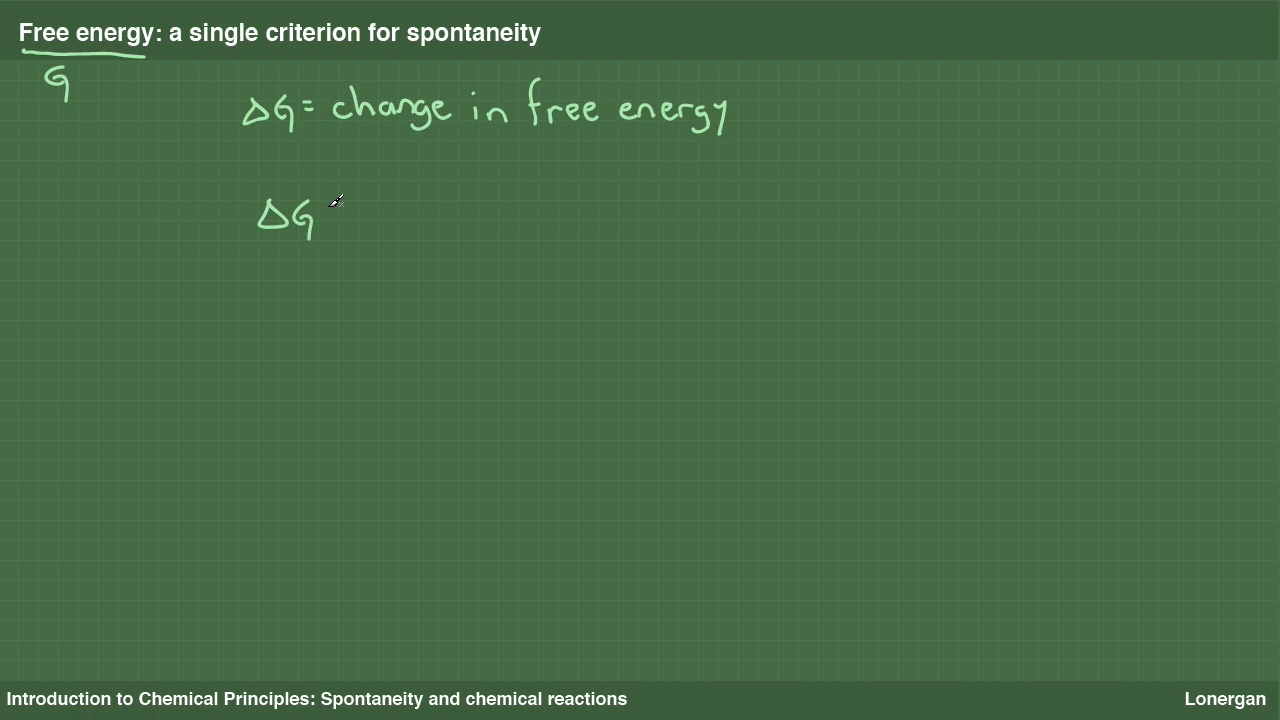 Free energy: a single criterion for spontaneity
G
ΔG = change in free energy
ΔG
Introduction to Chemical Principles: Spontaneity and chemical reactions
Lonergan